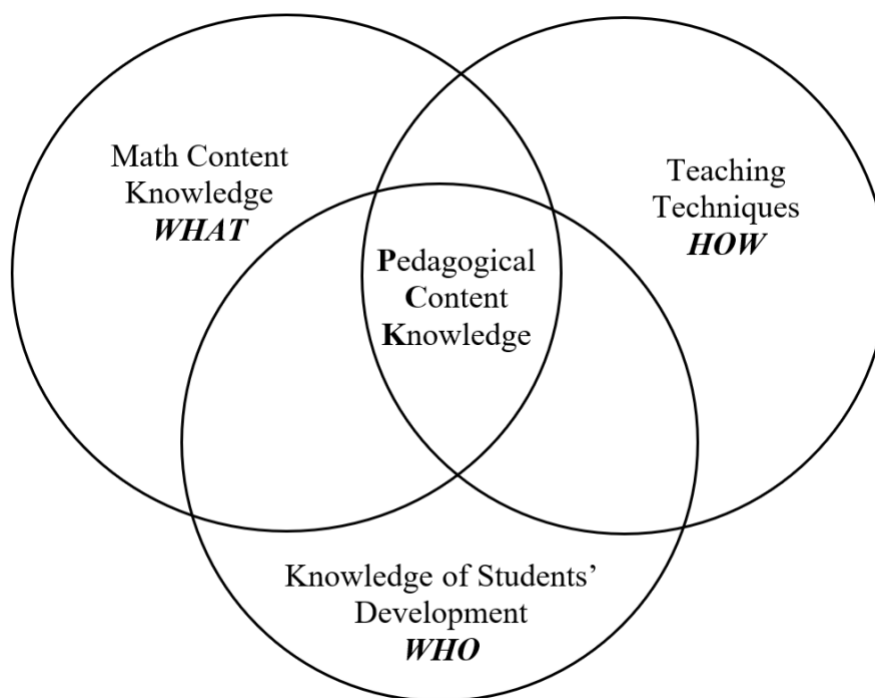 Math Content
Knowledge
WHAT
Teaching
Techniques
HOW
Pedagogical
Content
Knowledge
Knowledge of Students’
Development
WHO